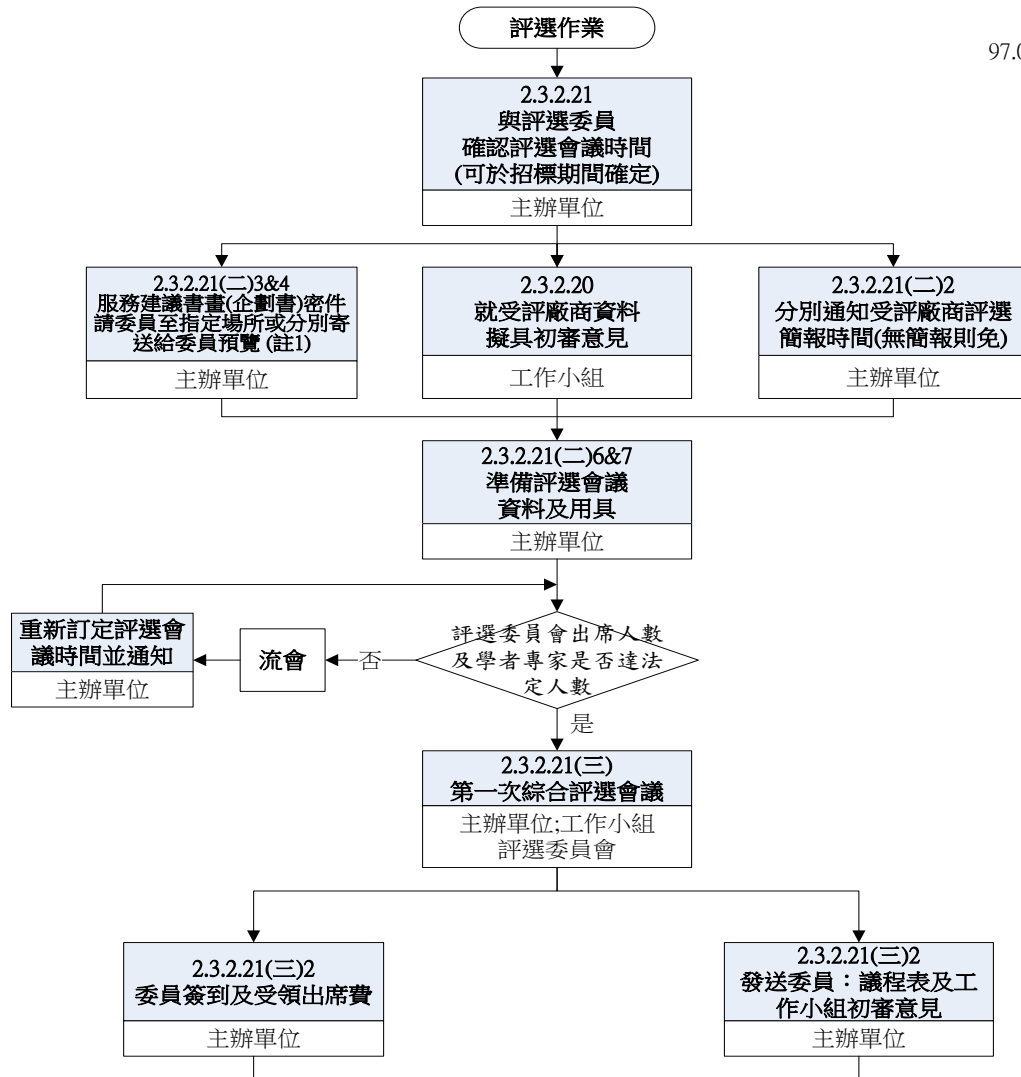 評選作業
97.0
2.3.2.21
與評選委員
確認評選會議時間
(可於招標期間確定)
主辦單位
2.3.2.21(二)3&4
服務建議書畫(企劃書)密件
請委員至指定場所或分別寄
送給委員預覽 (註1)
主辦單位
2.3.2.20
就受評廠商資料
擬具初審意見
工作小組
2.3.2.21(二)2
分別通知受評廠商評選
簡報時間(無簡報則免)
主辦單位
2.3.2.21(二)6&7
準備評選會議
資料及用具
主辦單位
評選委員會出席人數
及學者專家是否達法
定人數
否
流會
重新訂定評選會
議時間並通知
主辦單位
是
2.3.2.21(三)
第一次綜合評選會議
主辦單位;工作小組
評選委員會
2.3.2.21(三)2
委員簽到及受領出席費
主辦單位
2.3.2.21(三)2
發送委員：議程表及工
作小組初審意見
主辦單位